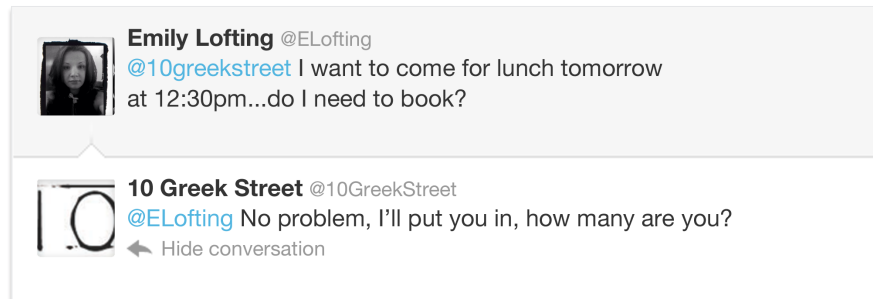 Emily Lofting @ELofting
@10greekstreet I want to come for lunch tomorrow
at 12:30pm...do I need to book?
10 Greek Street @10GreekStreet
@ELofting No problem, I'll put you in, how many are you?
Hide conversation